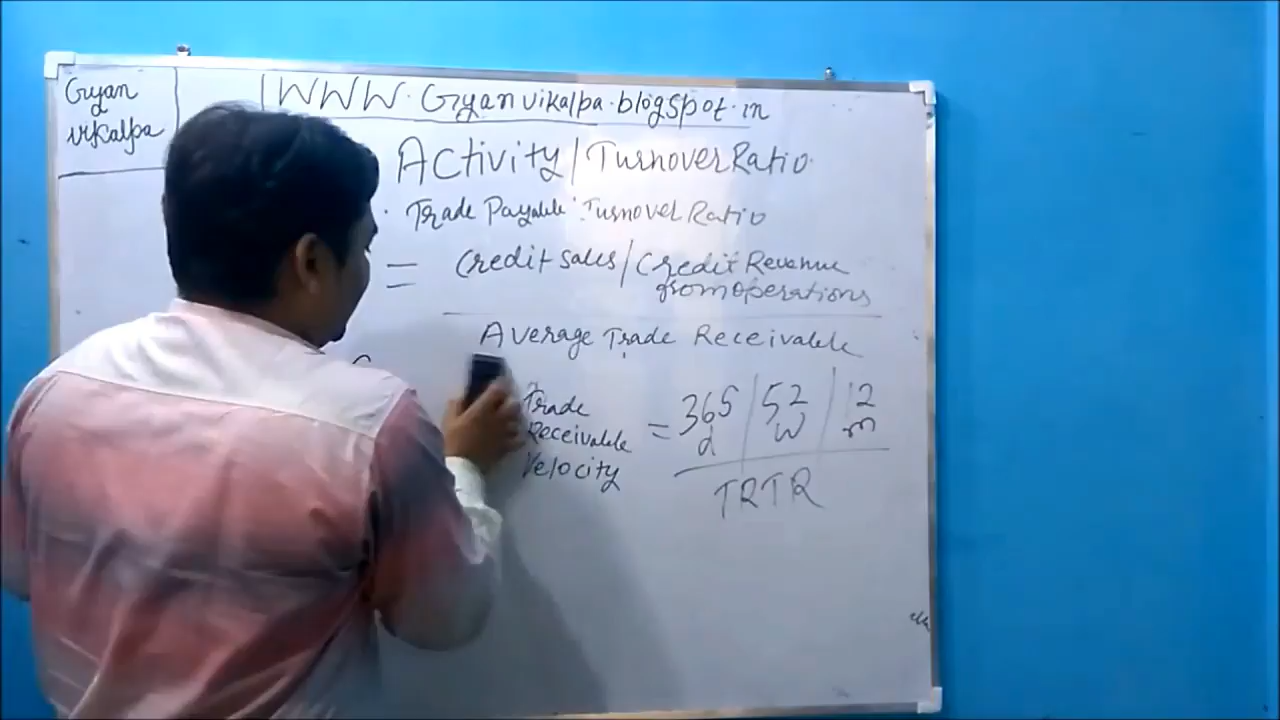 Gyan
vikalpa
WWW.Gyanvikalpa.blogspot.in
Activity/Turnover Ratio
Trade Payable Turnover Ratio
= Credit sales/Credit Revenue
from operations
Average Trade Receivable
Trade
Receivable
Velocity
= 365 / 52 / 12
d W m
TRTR